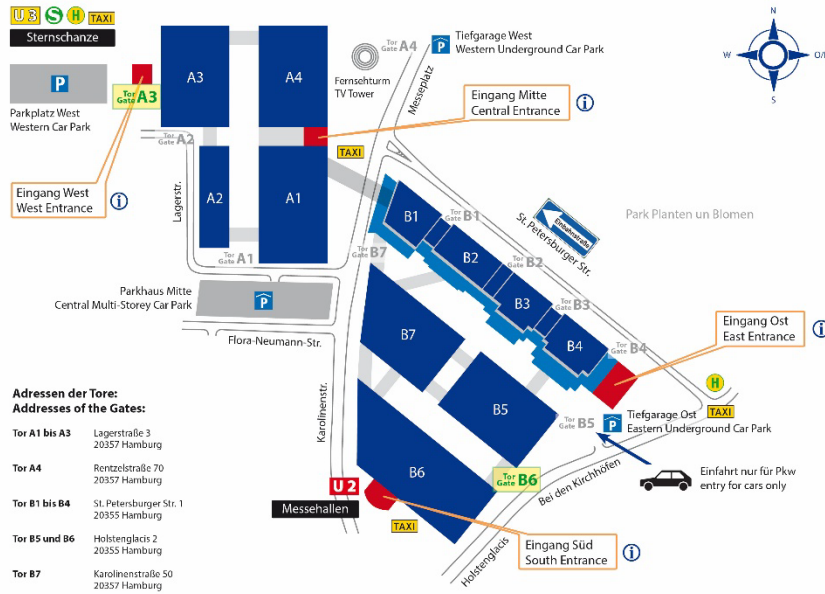 U3 S H TAXI
Sternschanze
P
Parkplatz West
Western Car Park
Tor
Gate A3
Eingang West
West Entrance
i
A3
A4
A2
A1
Tor
Gate A2
Lagerstr.
Tor
Gate A1
Fernsehturm
TV Tower
Tor
Gate A4
Messeplatz
P
Tiefgarage West
Western Underground Car Park
Eingang Mitte
Central Entrance
i
TAXI
N
W
O/E
S
Parkhaus Mitte
Central Multi-Storey Car Park
P
Flora-Neumann-Str.
Karolinenstr.
B1
B2
B3
B4
Tor
Gate B1
Tor
Gate B2
Tor
Gate B3
Tor
Gate B4
Tor
Gate B7
Einbahnstraße
St. Petersburger Str.
Park Planten un Blomen
Eingang Ost
East Entrance
i
H
TAXI
B7
B5
B6
Tor
Gate B5
P
Tiefgarage Ost
Eastern Underground Car Park
Einfahrt nur für Pkw
entry for cars only
Tor
Gate B6
Bei den Kirchhöfen
Holstenglacis
U2
Messehallen
TAXI
Eingang Süd
South Entrance
i
Adressen der Tore:
Addresses of the Gates:
Tor A1 bis A3 Lagerstraße 3
20357 Hamburg
Tor A4 Rentzelstraße 70
20357 Hamburg
Tor B1 bis B4 St. Petersburger Str. 1
20355 Hamburg
Tor B5 und B6 Holstenglacis 2
20355 Hamburg
Tor B7 Karolinenstraße 50
20357 Hamburg